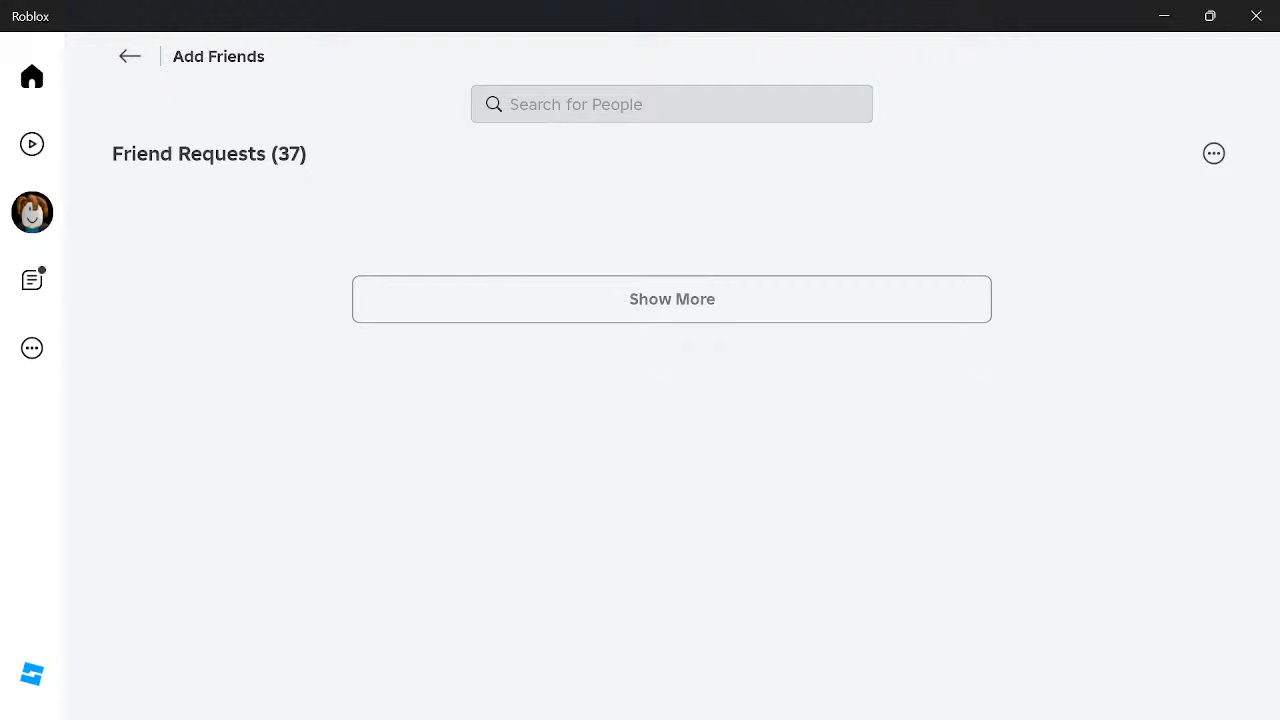 Roblox
Add Friends
Search for People
Friend Requests (37)
Show More